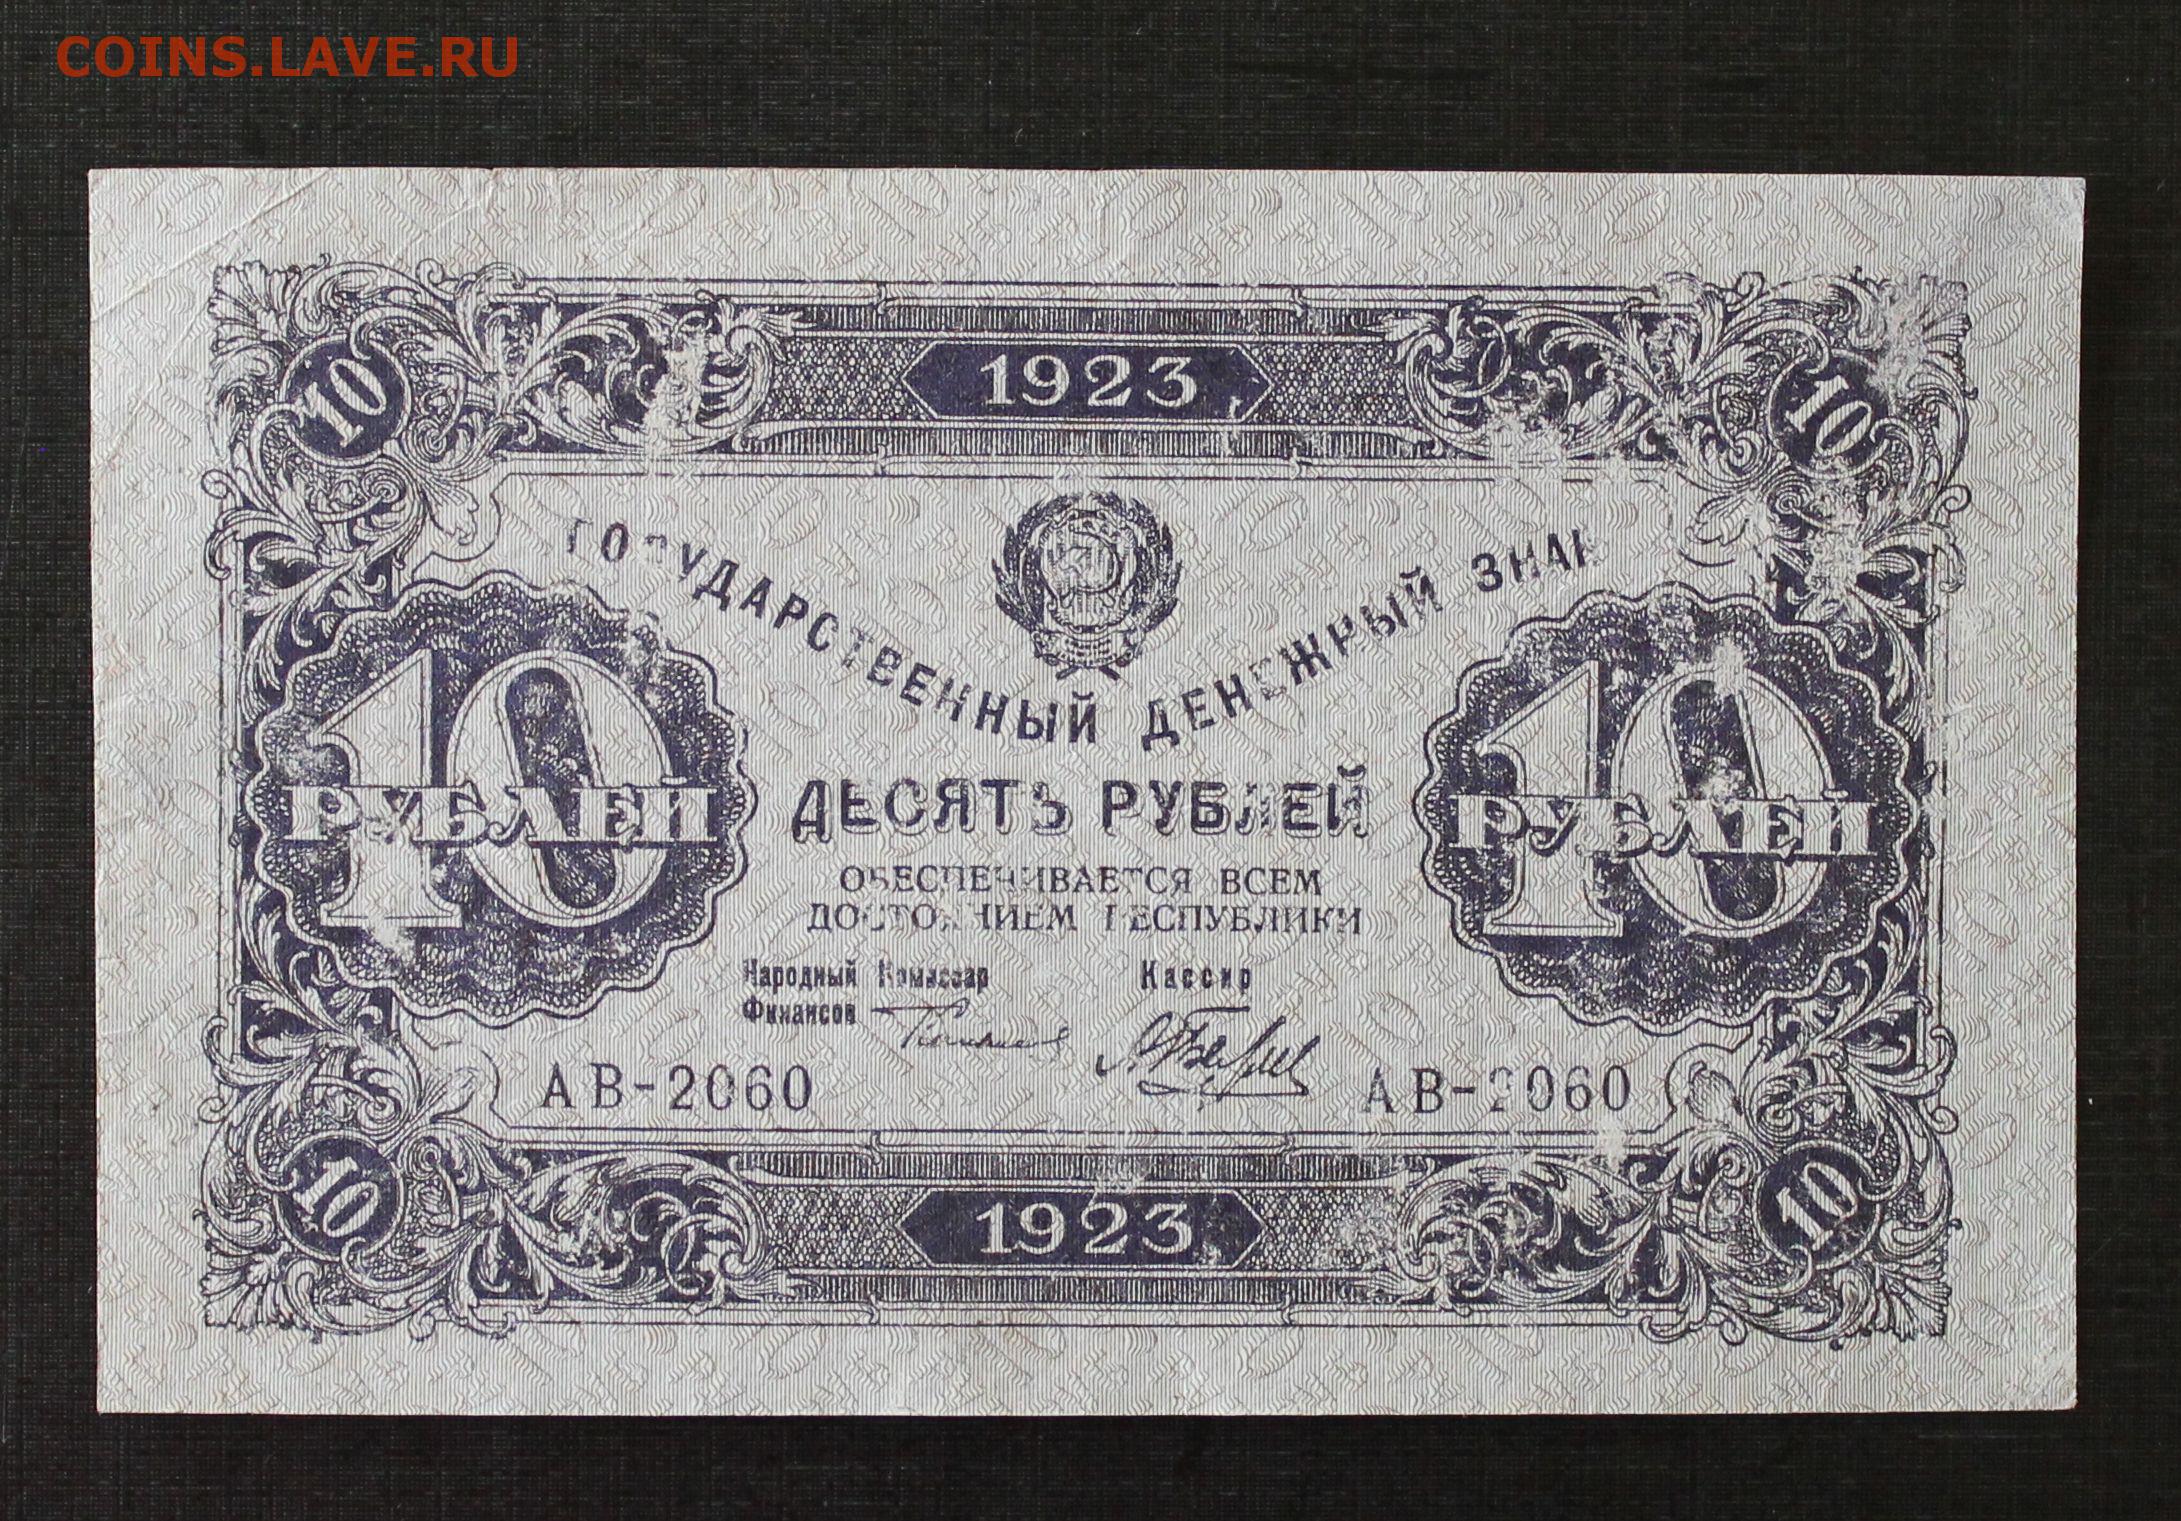 COINS.LAVE.RU
1923
10 10
ГОСУДАРСТВЕННЫЙ ДЕНЕЖНЫЙ ЗНАК
10 РУБЛЕЙ
10 РУБЛЕЙ
ДЕСЯТЬ РУБЛЕЙ
ОБЕСПЕЧИВАЕТСЯ ВСЕМ
ДОСТОЯНИЕМ РЕСПУБЛИКИ
Народный Комиссар
Финансов
Кассир
АВ-2060 АВ-2060
10 10
1923